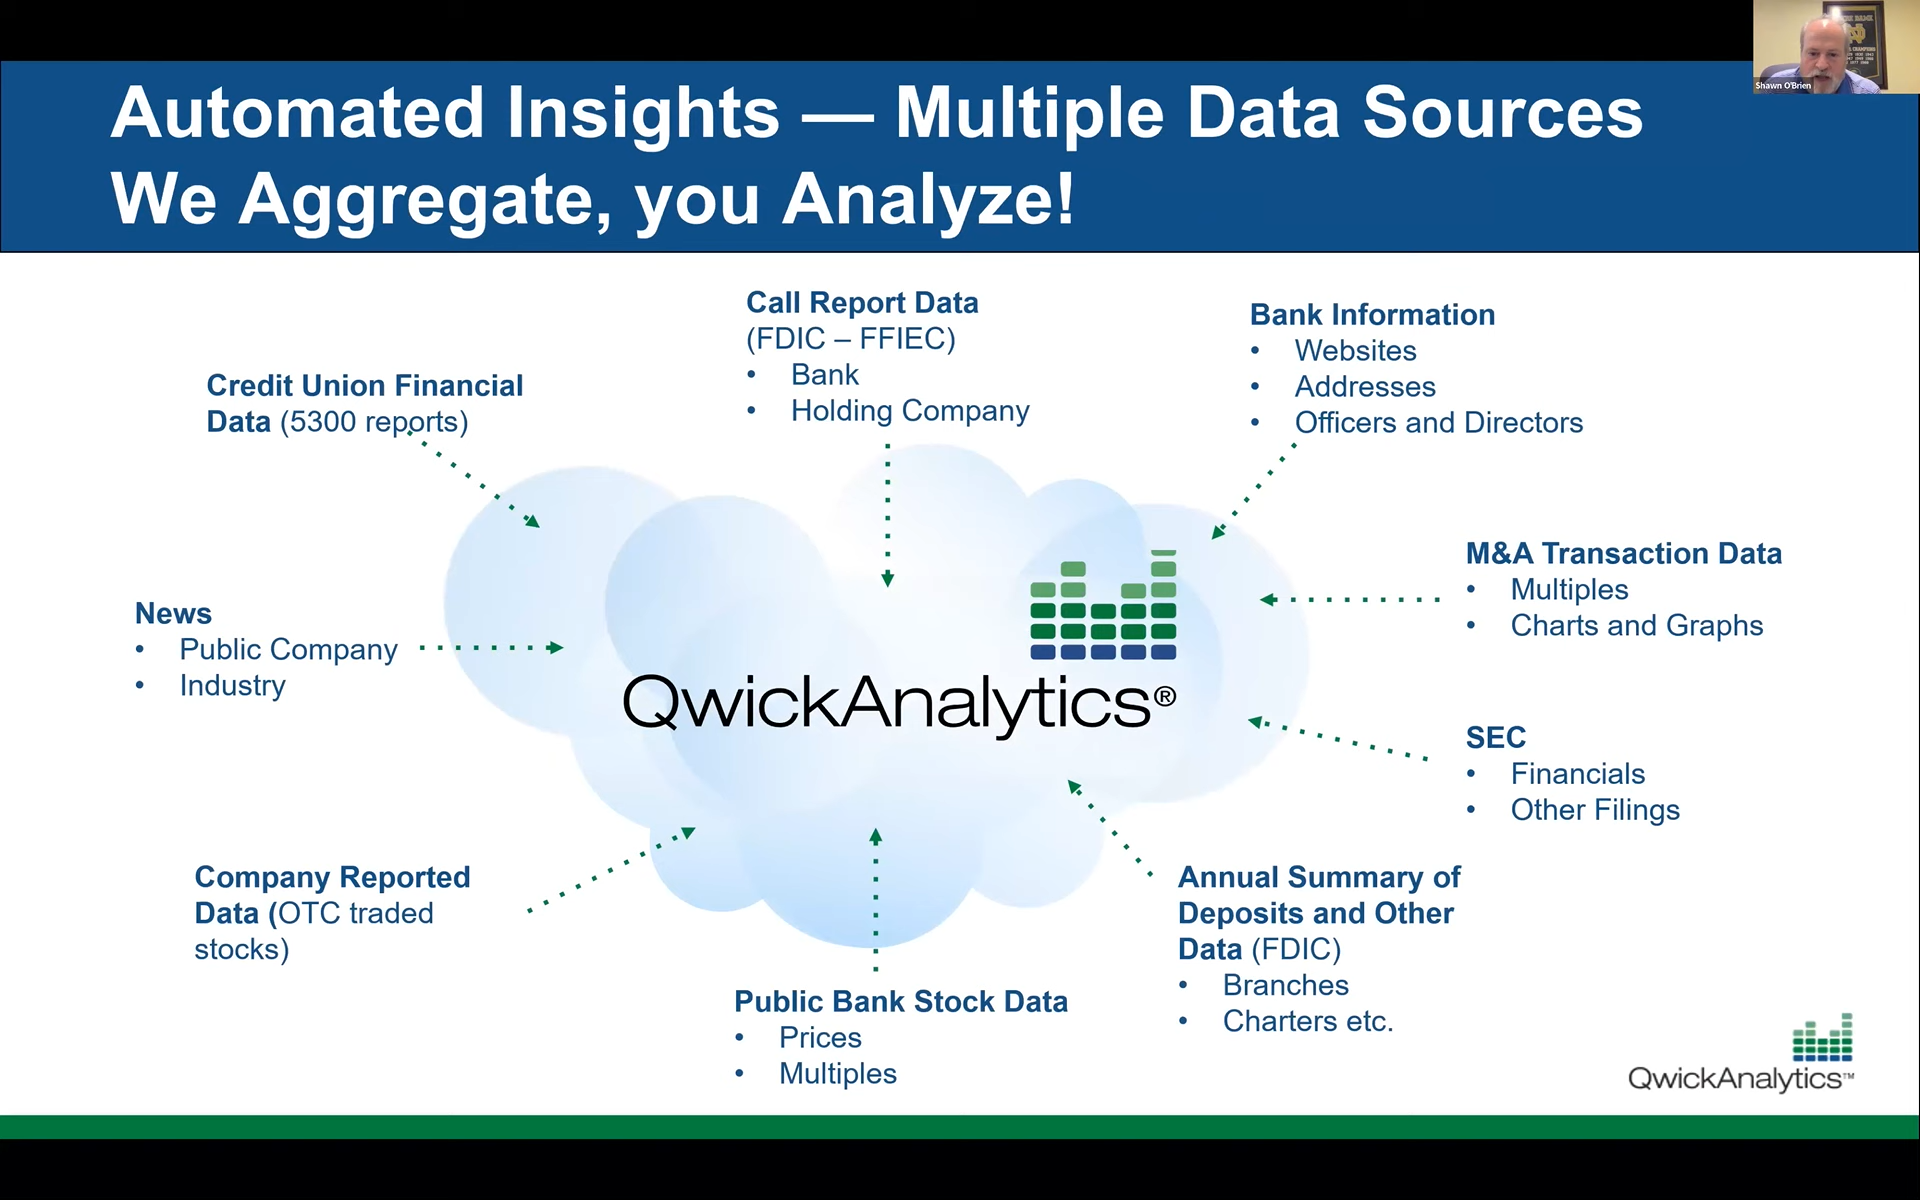 Automated Insights — Multiple Data Sources
We Aggregate, you Analyze!
Shawn O'Brien
Call Report Data
(FDIC – FFIEC)
• Bank
• Holding Company
Bank Information
• Websites
• Addresses
• Officers and Directors
Credit Union Financial
Data (5300 reports)
M&A Transaction Data
• Multiples
• Charts and Graphs
News
• Public Company
• Industry
QwickAnalytics®
SEC
• Financials
• Other Filings
Company Reported
Data (OTC traded
stocks)
Annual Summary of
Deposits and Other
Data (FDIC)
• Branches
• Charters etc.
Public Bank Stock Data
• Prices
• Multiples
QwickAnalytics™